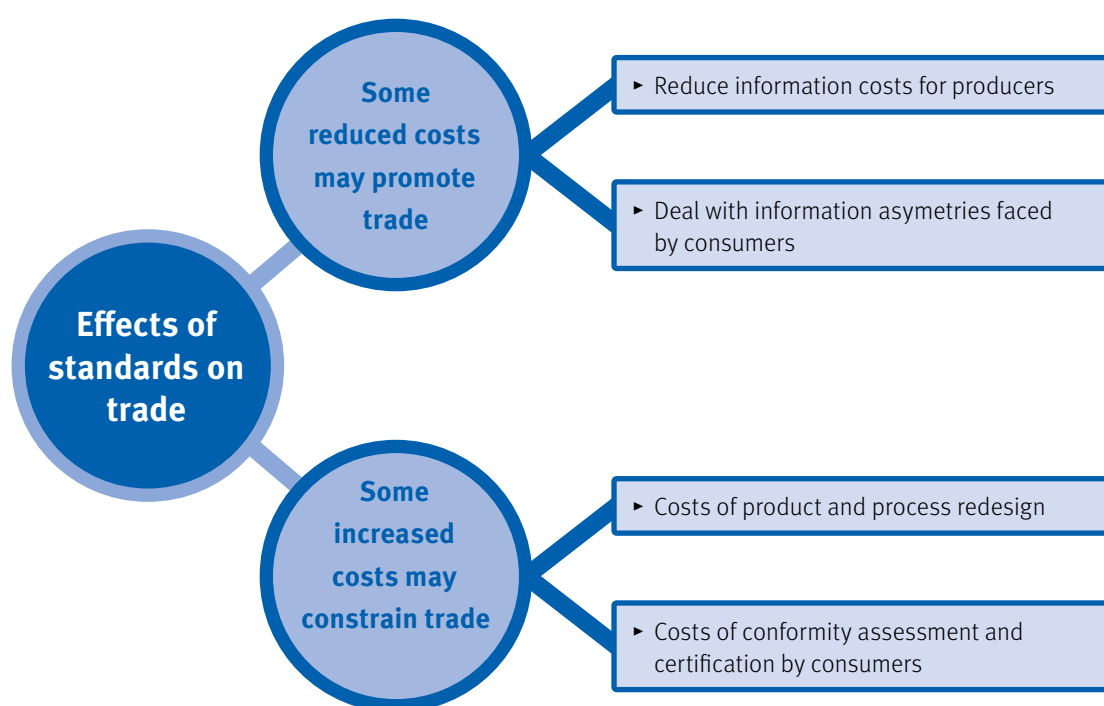 Effects of
standards on
trade
Some
reduced costs
may promote
trade
► Reduce information costs for producers
► Deal with information asymetries faced
by consumers
Some
increased
costs may
constrain trade
► Costs of product and process redesign
► Costs of conformity assessment and
certification by consumers